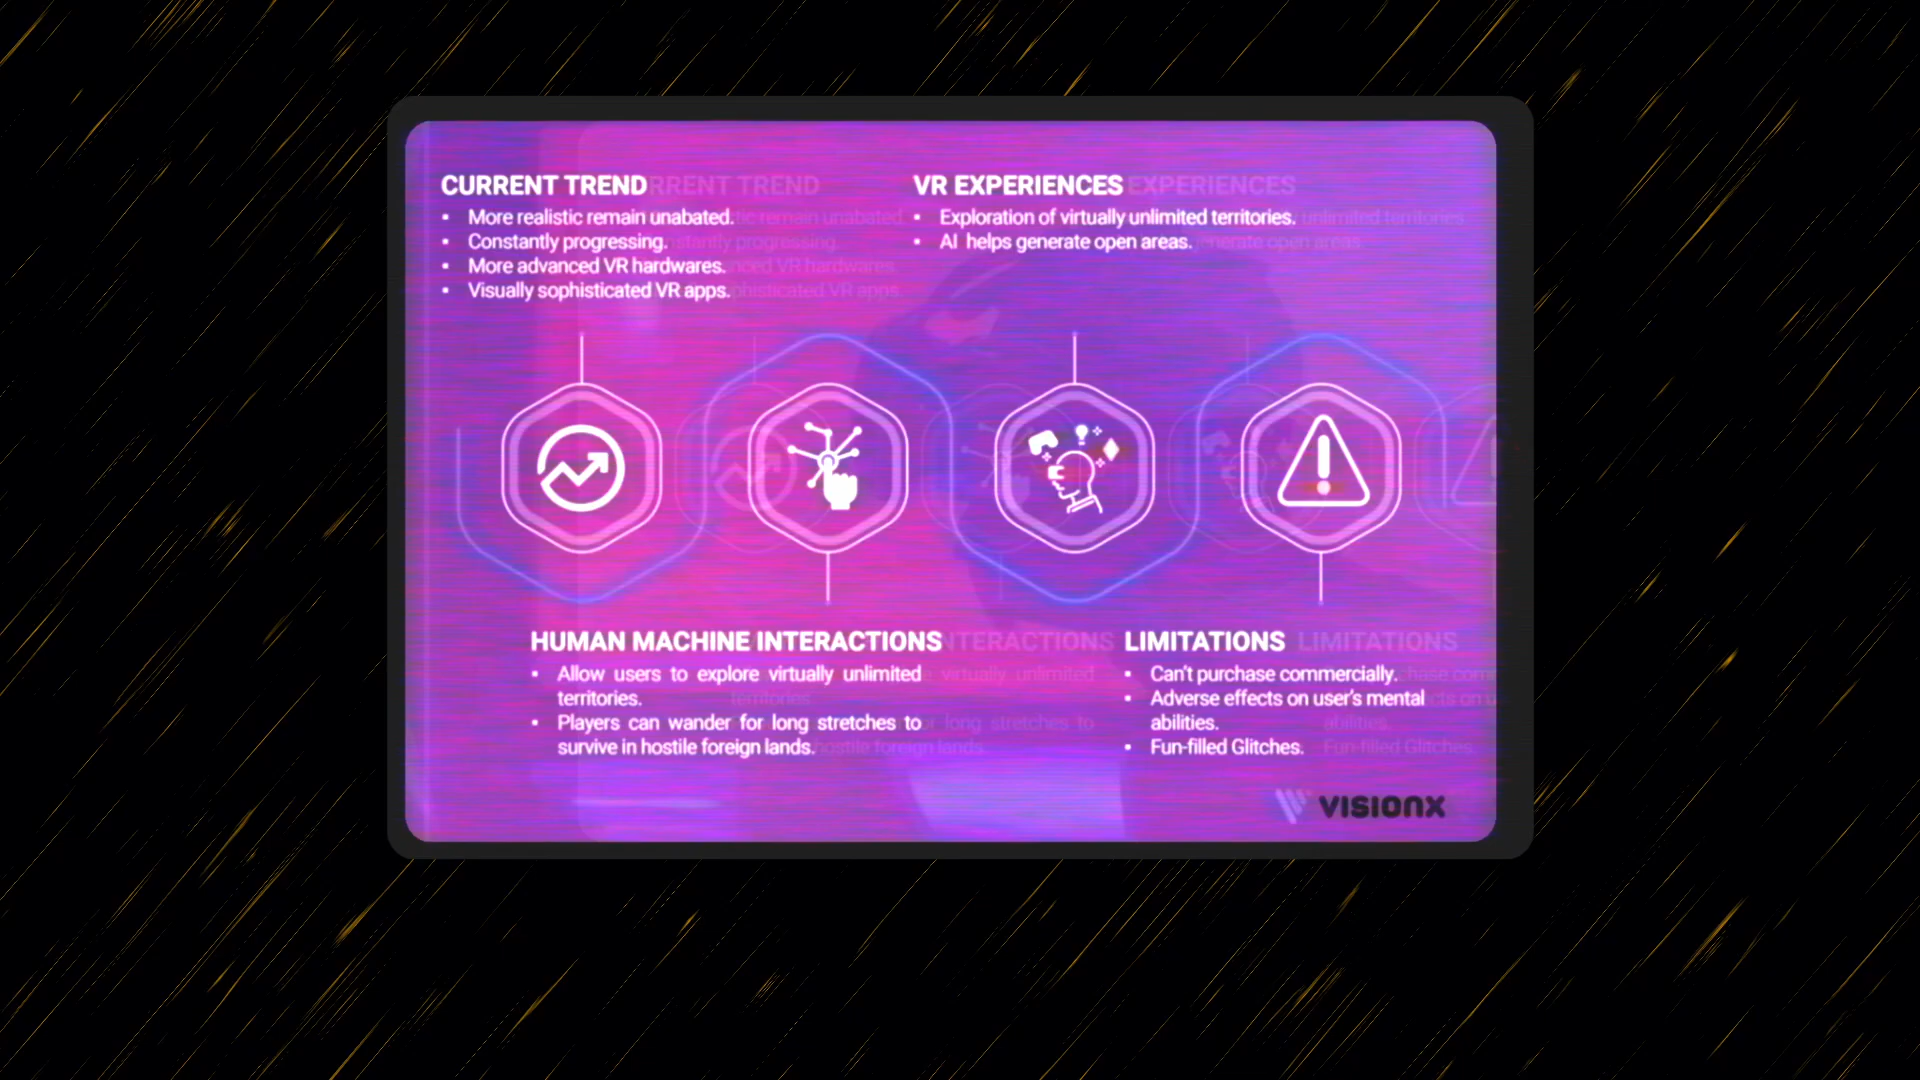 CURRENT TREND
• More realistic remain unabated.
• Constantly progressing.
• More advanced VR hardwares.
• Visually sophisticated VR apps.
VR EXPERIENCES
• Exploration of virtually unlimited territories.
• AI helps generate open areas.
HUMAN MACHINE INTERACTIONS
• Allow users to explore virtually unlimited
territories.
• Players can wander for long stretches to
survive in hostile foreign lands.
LIMITATIONS
• Can't purchase commercially.
• Adverse effects on user's mental
abilities.
• Fun-filled Glitches.
VISIONX